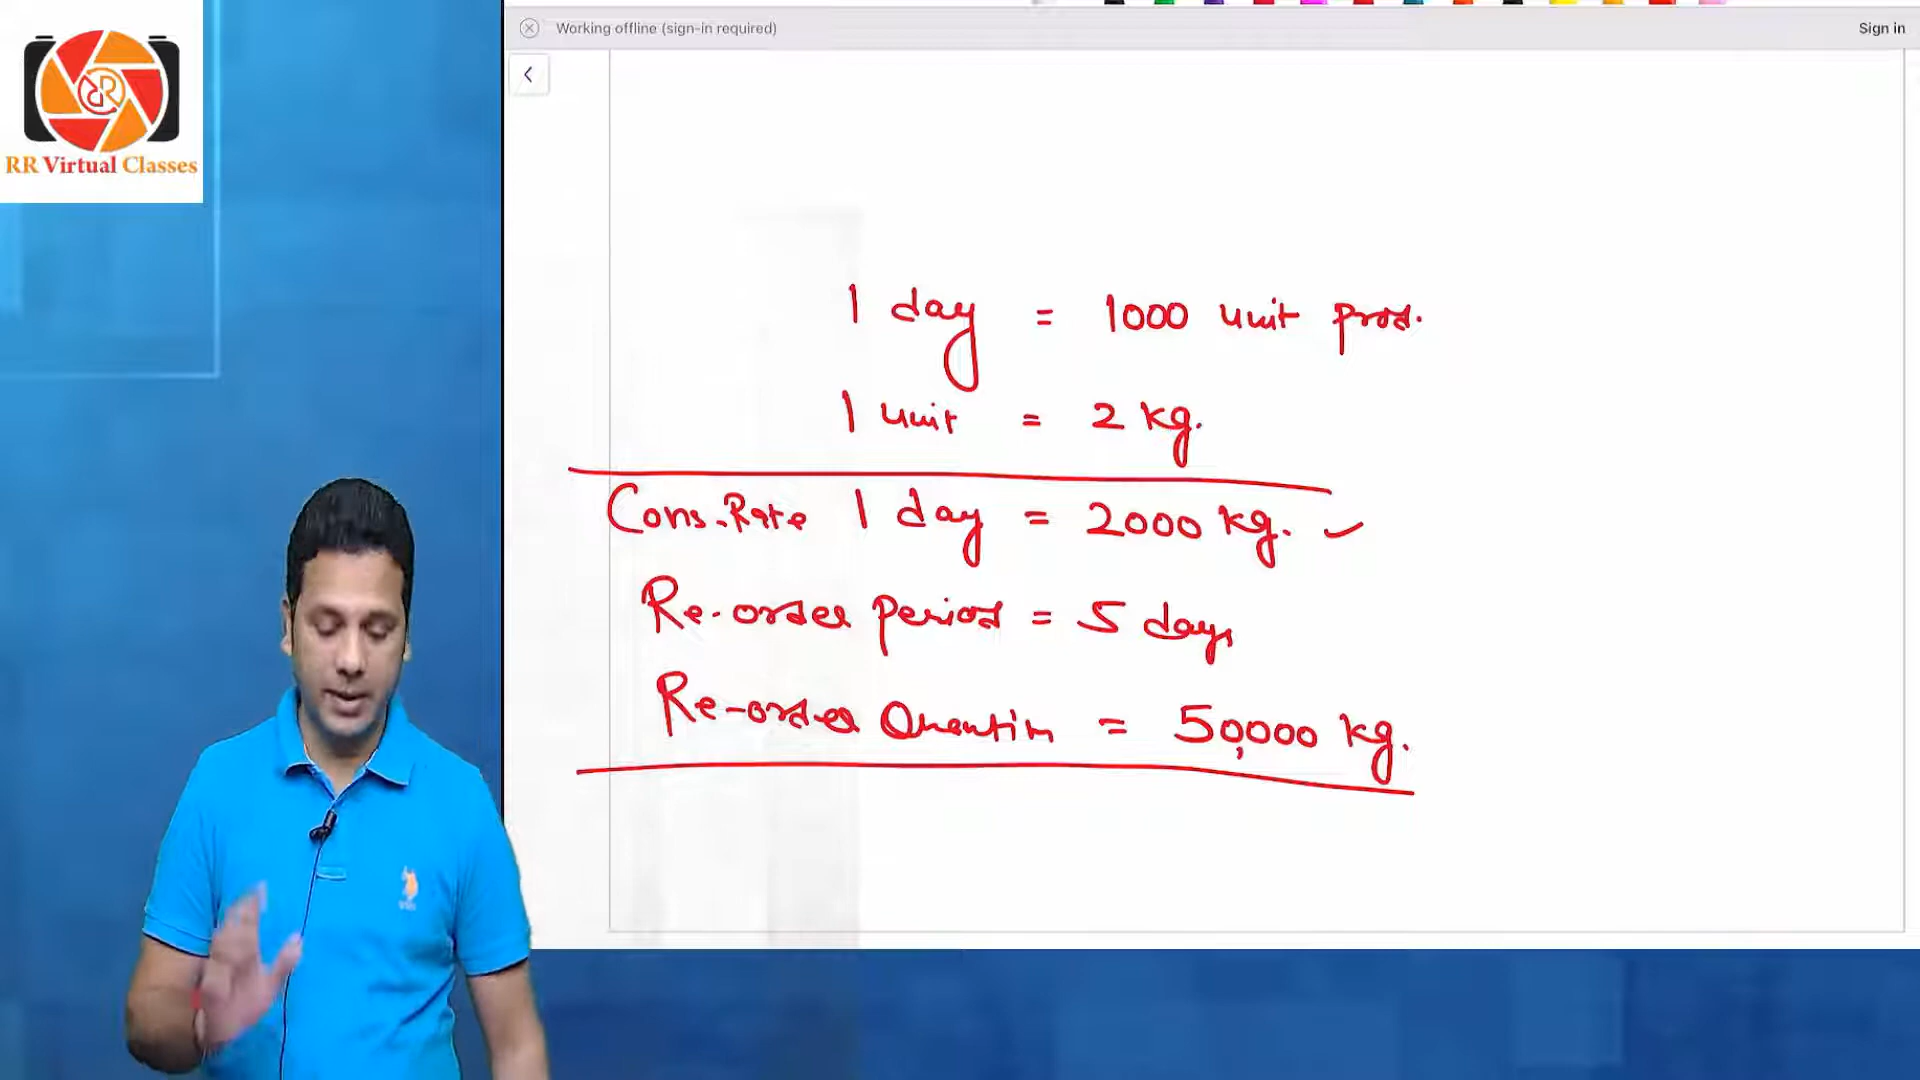 RR Virtual Classes
Working offline (sign-in required)
Sign in
1 day = 1000 unit prod.
1 unit = 2 kg.
Cons. Rate 1 day = 2000 kg.
Re-order Period = 5 days
Re-order Quantity = 50,000 kg.